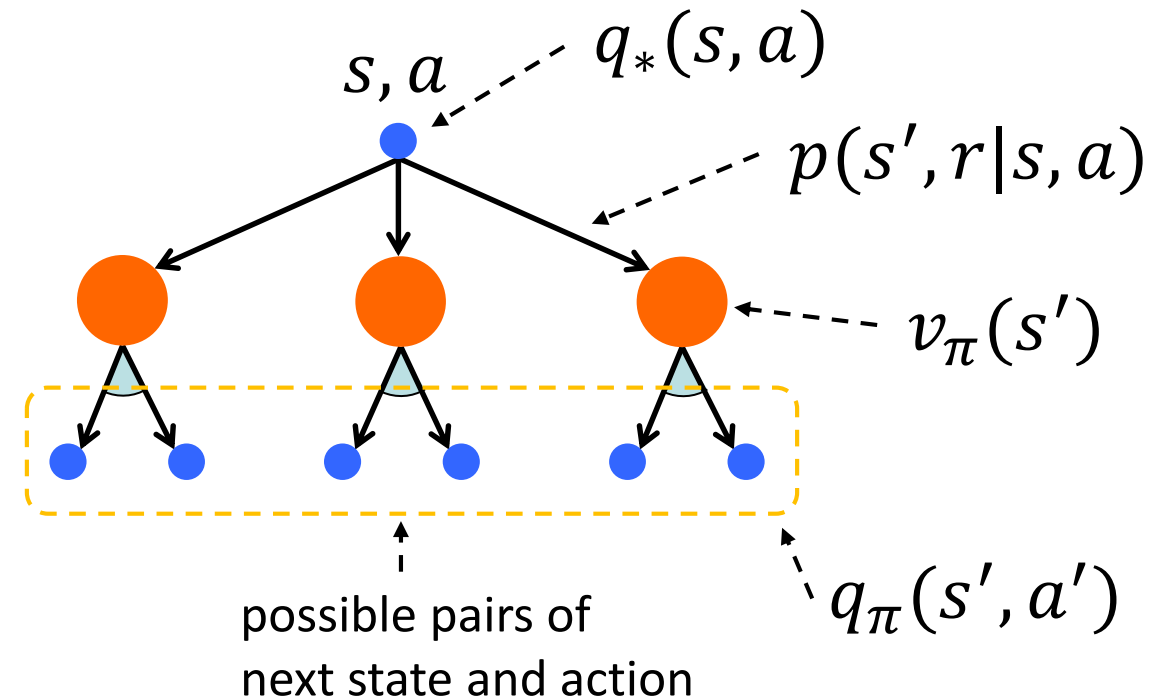 q_*(s, a)
s, a
p(s′, r|s, a)
v_π(s′)
q_π(s′, a′)
possible pairs of
next state and action